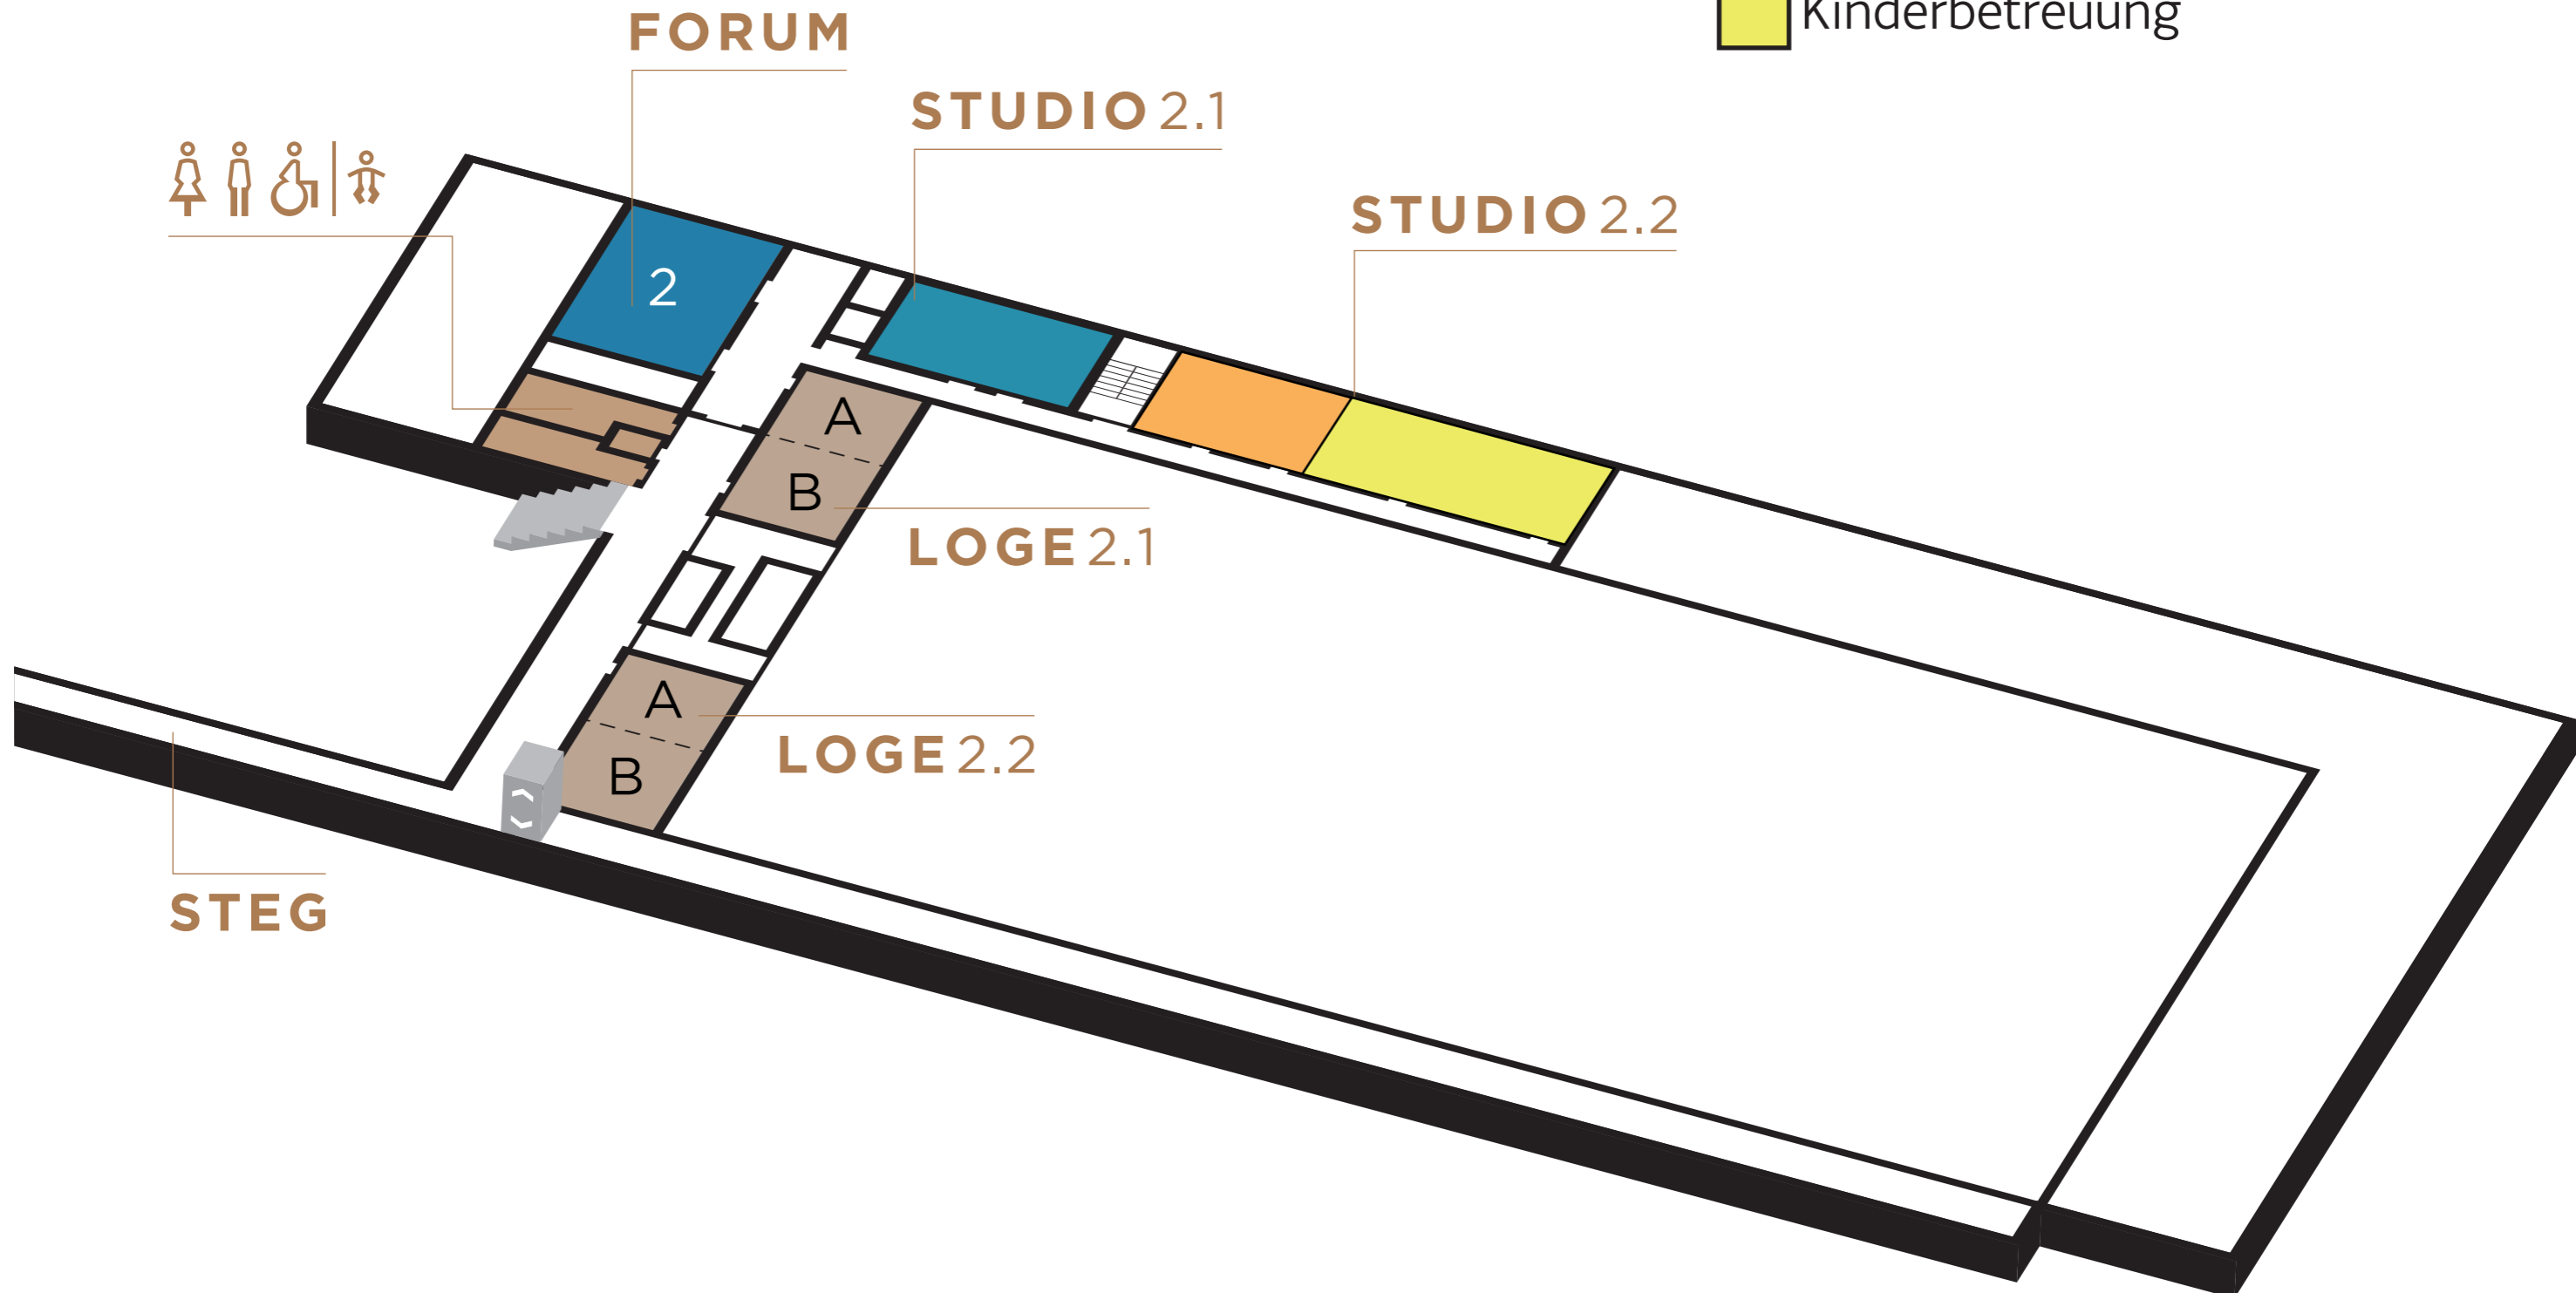 Kinderbetreuung
FORUM
STUDIO 2.1
STUDIO 2.2
2
A
B
LOGE 2.1
A
LOGE 2.2
B
STEG